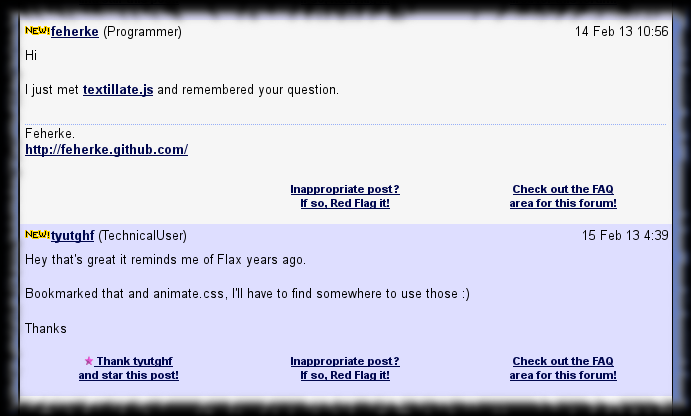 NEW! feherke (Programmer) 14 Feb 13 10:56
Hi
I just met textillate.js and remembered your question.
Feherke.
http://feherke.github.com/
Inappropriate post? Check out the FAQ
If so, Red Flag it! area for this forum!
NEW! tyutghf (TechnicalUser) 15 Feb 13 4:39
Hey that's great it reminds me of Flax years ago.
Bookmarked that and animate.css, I'll have to find somewhere to use those :)
Thanks
Thank tyutghf Inappropriate post? Check out the FAQ
and star this post! If so, Red Flag it! area for this forum!